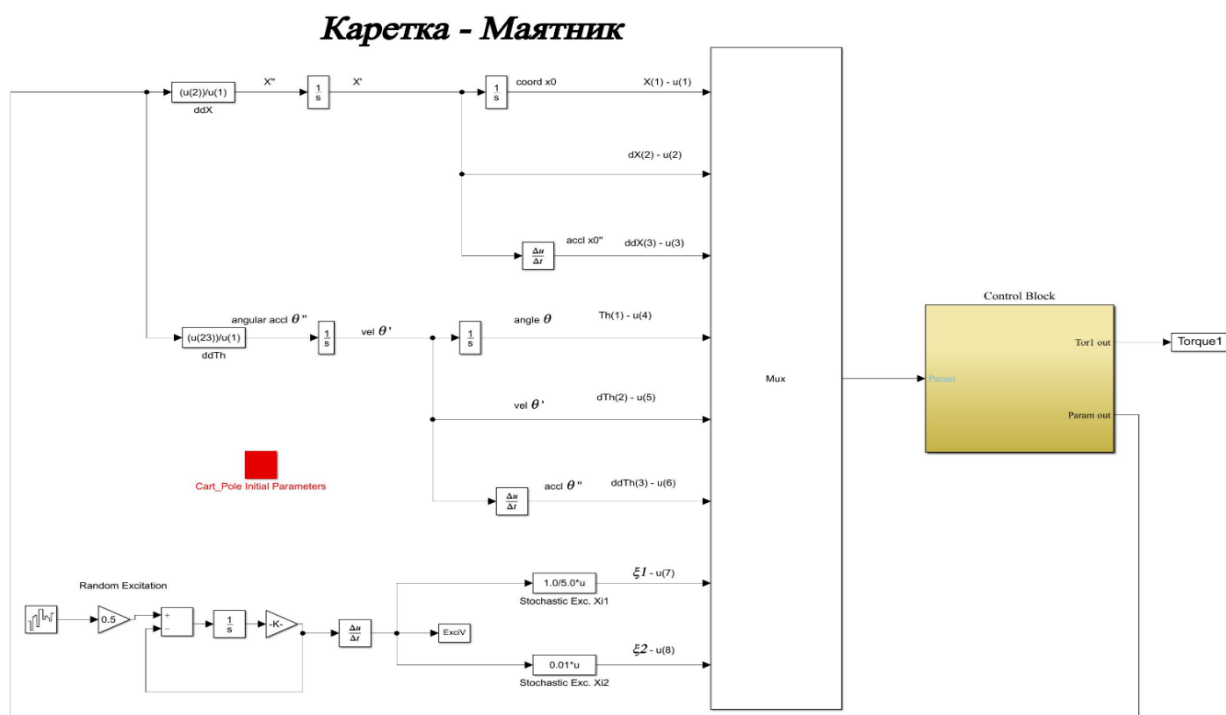 Каретка - Маятник
(u(2))/u(1)
ddX
X''
1
s
X'
1
s
coord x0
X(1) - u(1)
dX(2) - u(2)
Δu
Δt
accl x0''
ddX(3) - u(3)
(u(23))/u(1)
ddTh
angular accl θ''
1
s
vel θ'
1
s
angle θ
Th(1) - u(4)
vel θ'
dTh(2) - u(5)
Δu
Δt
accl θ''
ddTh(3) - u(6)
Mux
Control Block
Param
Tor1 out
Param out
Torque1
Cart_Pole Initial Parameters
Random Excitation
0.5
+
−
1
s
-K-
Δu
Δt
1.0/5.0*u
Stochastic Exc. Xi1
ξ1 - u(7)
ExciV
0.01*u
Stochastic Exc. Xi2
ξ2 - u(8)